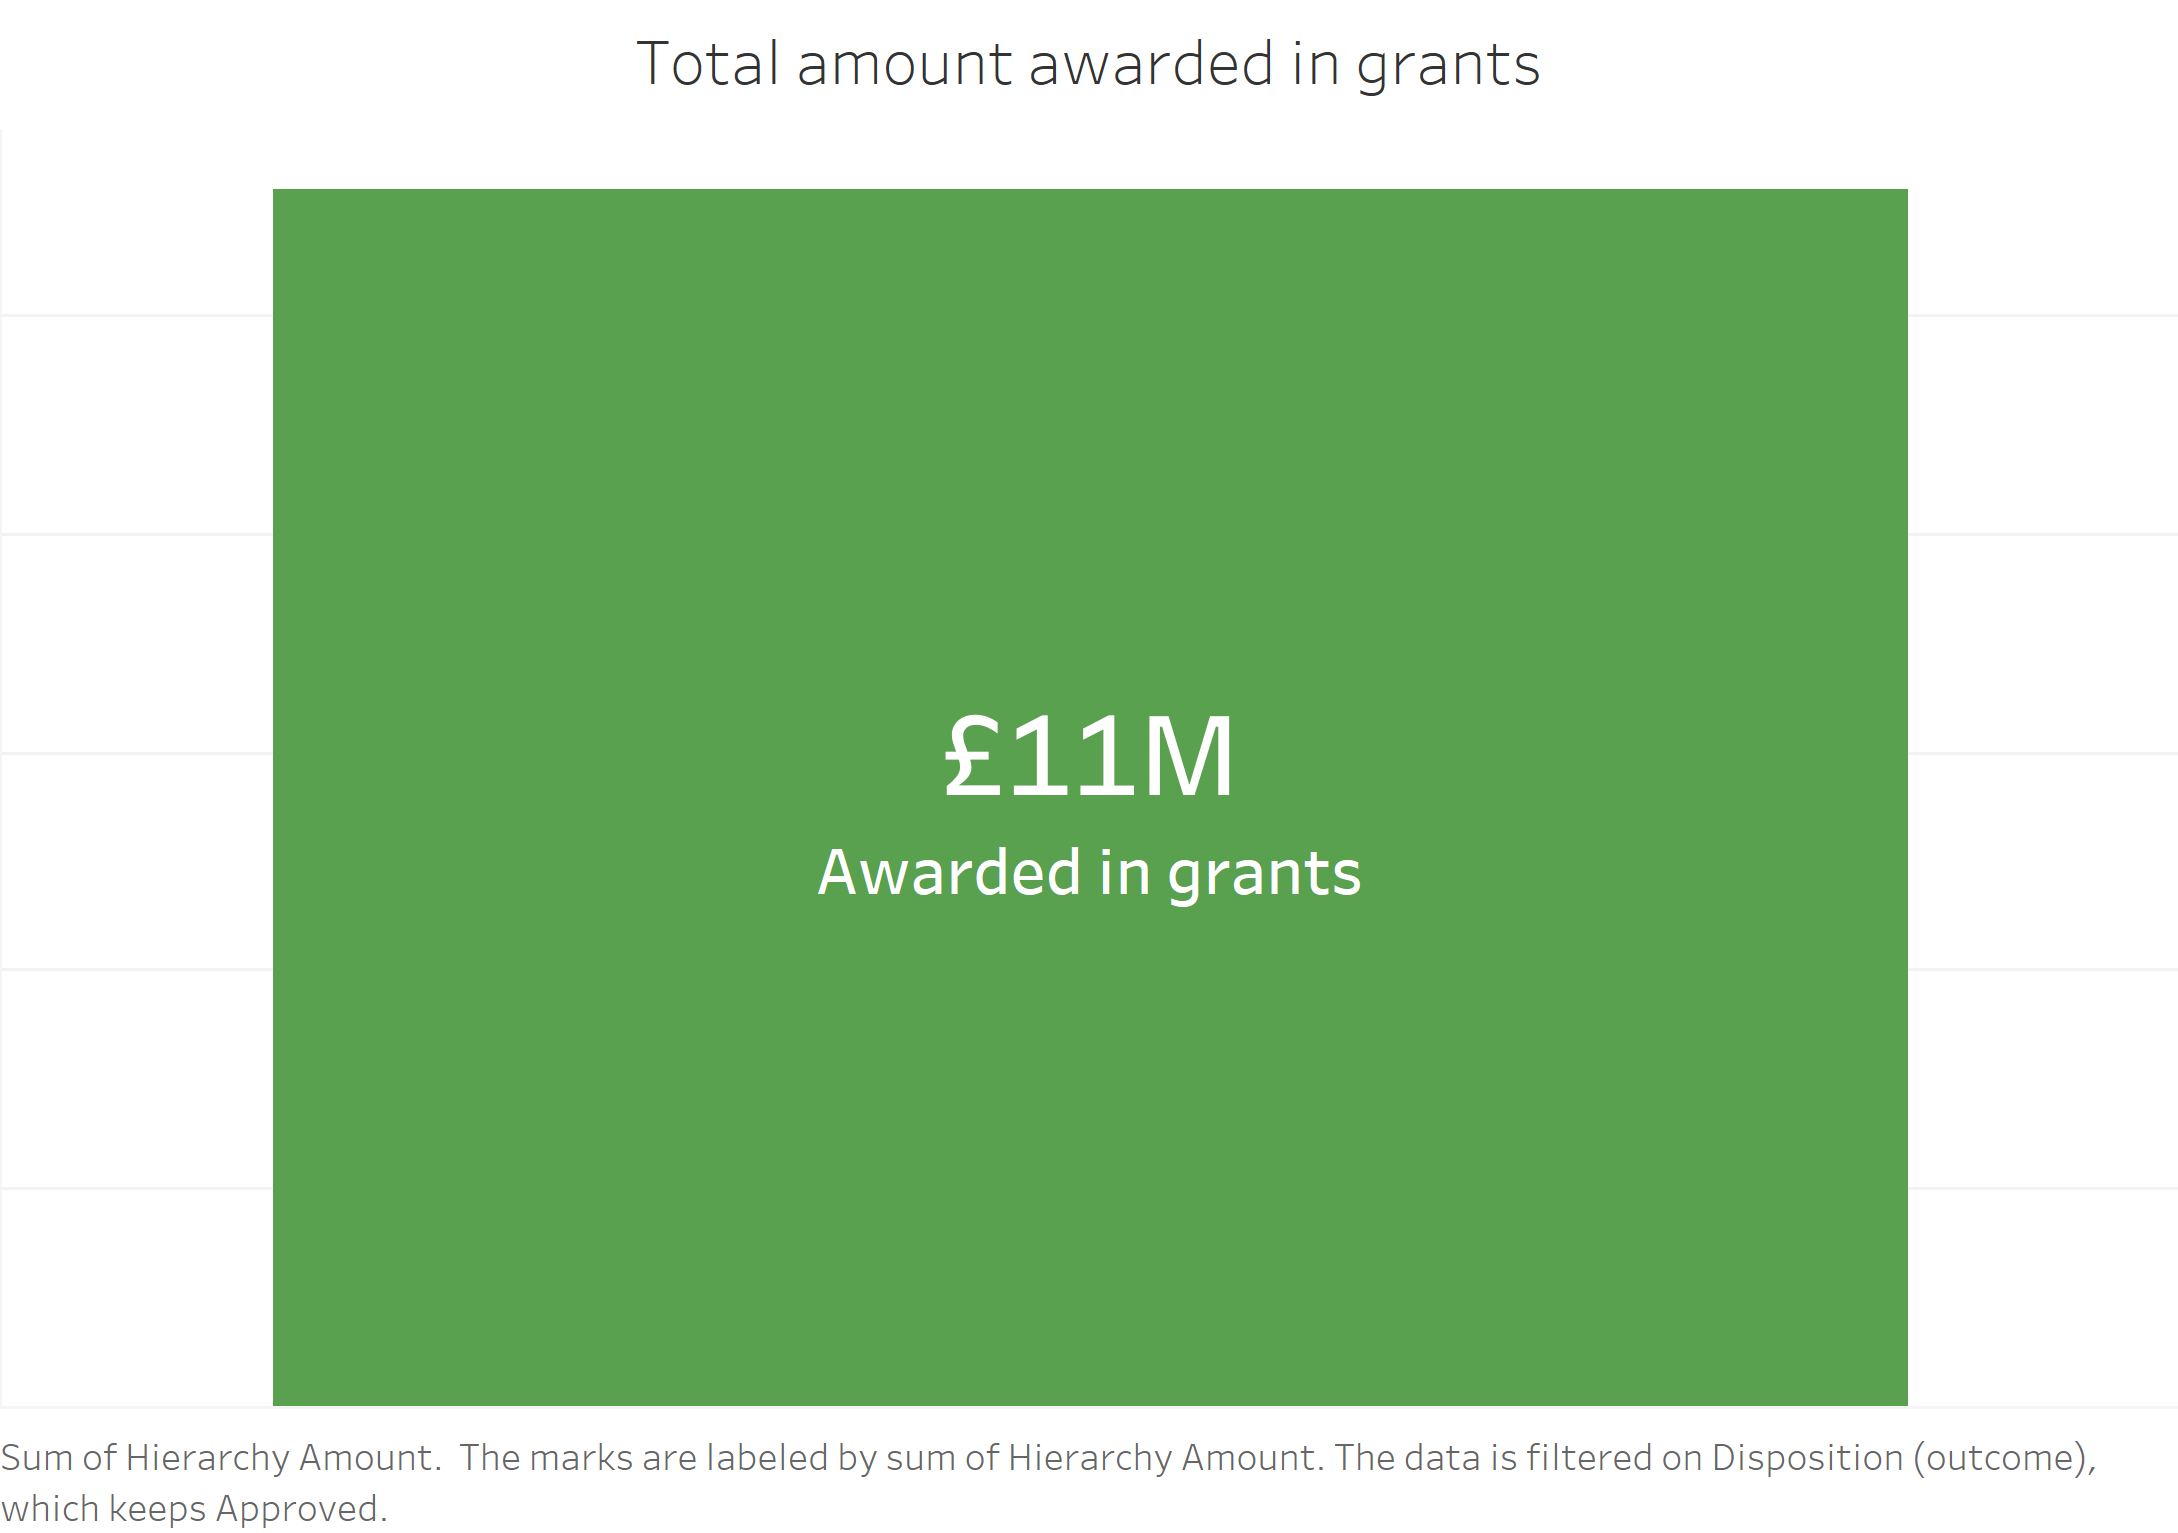 Total amount awarded in grants
£11M
Awarded in grants
Sum of Hierarchy Amount.  The marks are labeled by sum of Hierarchy Amount. The data is filtered on Disposition (outcome),
which keeps Approved.